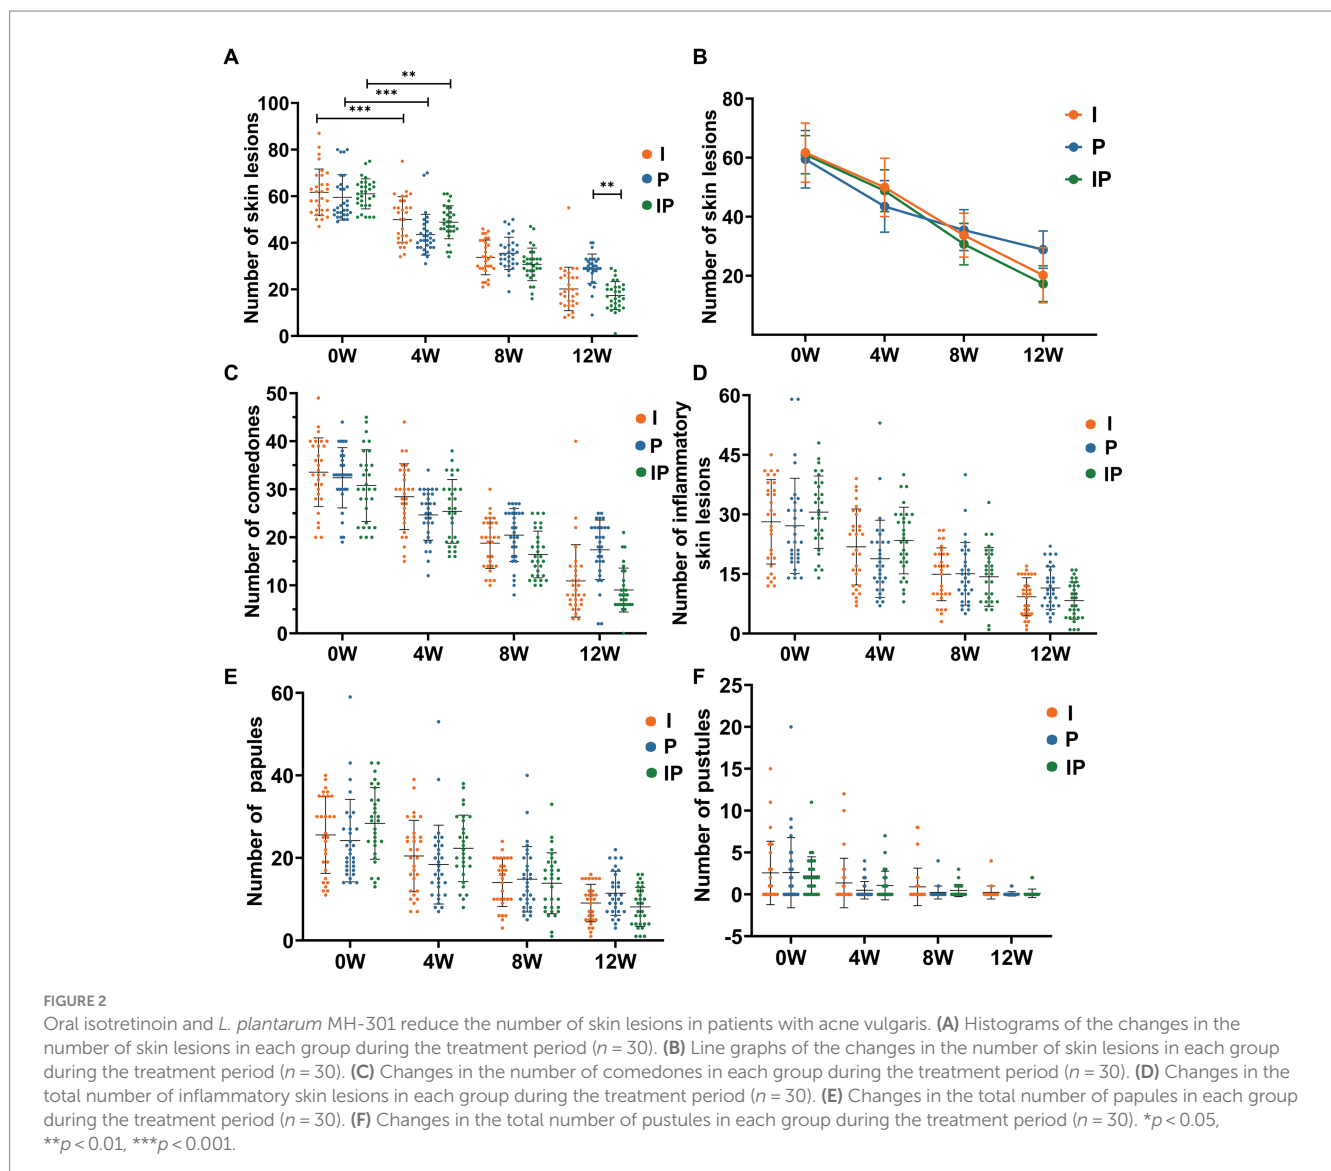 A
** 
***
***
100
80
60
40
20
0
Number of skin lesions
I
P
IP
**
0W 4W 8W 12W
B
80
60
40
20
Number of skin lesions
I
P
IP
0W 4W 8W 12W
C
50
40
30
20
10
0
Number of comedones
I
P
IP
0W 4W 8W 12W
D
60
45
30
15
0
Number of inflammatory
skin lesions
I
P
IP
0W 4W 8W 12W
E
60
40
20
0
Number of papules
I
P
IP
0W 4W 8W 12W
F
25
20
15
10
5
0
-5
Number of pustules
I
P
IP
0W 4W 8W 12W
FIGURE 2
Oral isotretinoin and L. plantarum MH-301 reduce the number of skin lesions in patients with acne vulgaris. (A) Histograms of the changes in the
number of skin lesions in each group during the treatment period (n = 30). (B) Line graphs of the changes in the number of skin lesions in each group
during the treatment period (n = 30). (C) Changes in the number of comedones in each group during the treatment period (n = 30). (D) Changes in the
total number of inflammatory skin lesions in each group during the treatment period (n = 30). (E) Changes in the total number of papules in each group
during the treatment period (n = 30). (F) Changes in the total number of pustules in each group during the treatment period (n = 30). *p < 0.05,
**p < 0.01, ***p < 0.001.